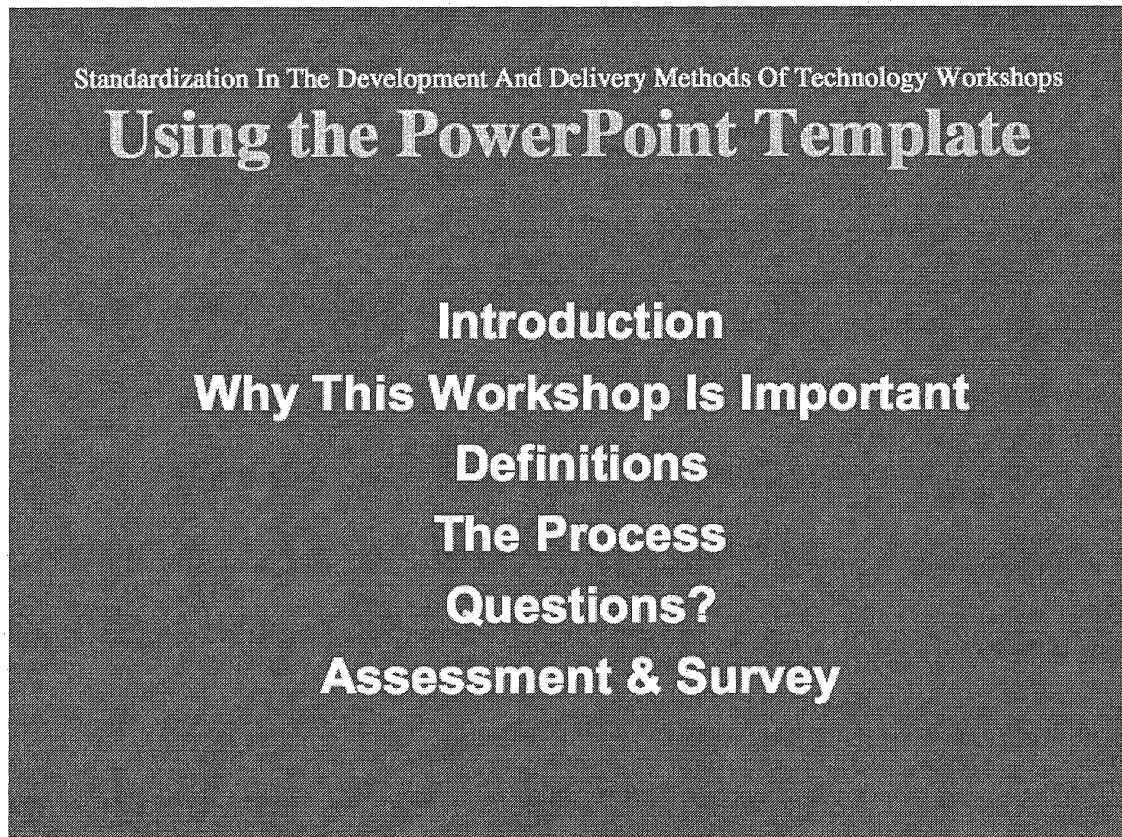 Standardization In The Development And Delivery Methods Of Technology Workshops
Using the PowerPoint Template
Introduction
Why This Workshop Is Important
Definitions
The Process
Questions?
Assessment & Survey